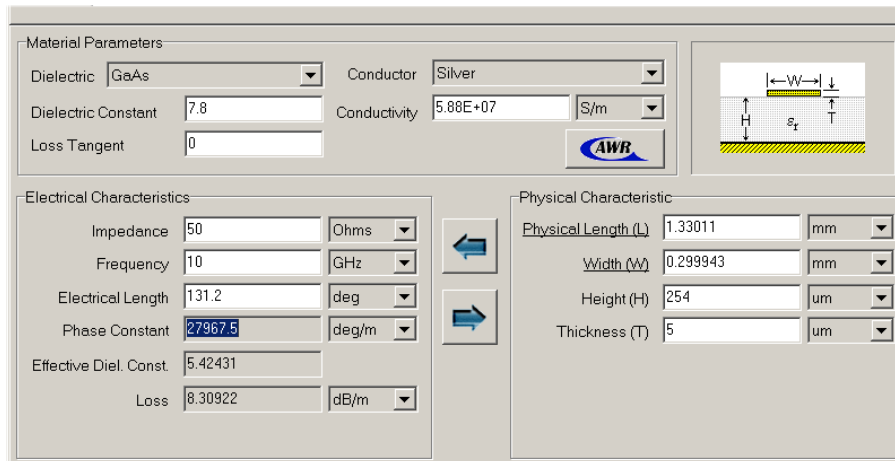 Material Parameters
Dielectric GaAs Conductor Silver
Dielectric Constant 7.8 Conductivity 5.88E+07 S/m
Loss Tangent 0 AWR
W
H εr T
Electrical Characteristics
Impedance 50 Ohms
Frequency 10 GHz
Electrical Length 131.2 deg
Phase Constant 27967.5 deg/m
Effective Diel. Const. 5.42431
Loss 8.30922 dB/m
Physical Characteristic
Physical Length (L) 1.33011 mm
Width (W) 0.299943 mm
Height (H) 254 um
Thickness (T) 5 um